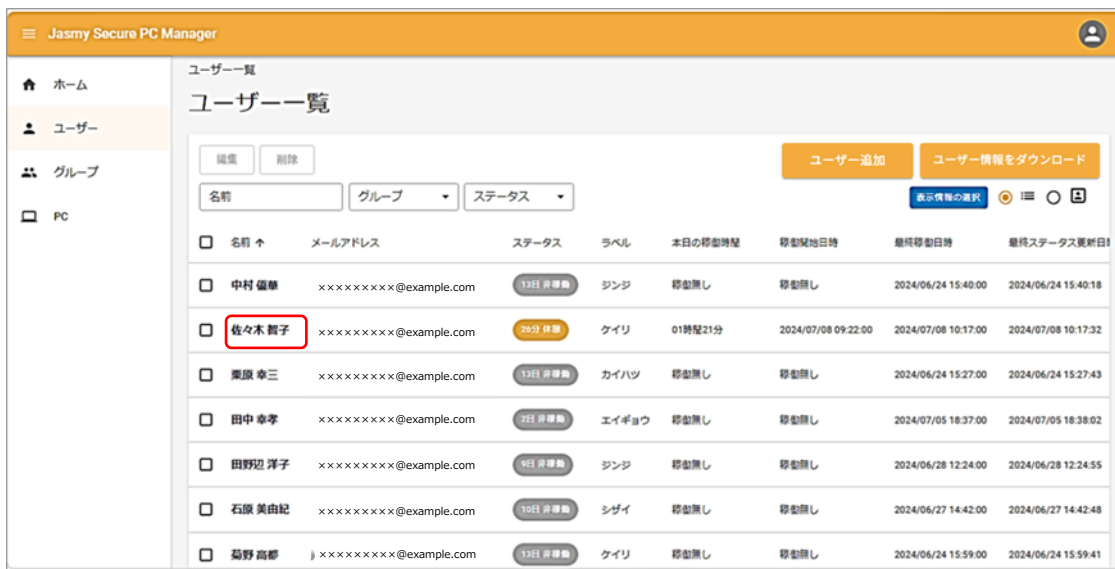 Jasmy Secure PC Manager
ホーム
ユーザー
グループ
PC
ユーザー一覧
ユーザー一覧
編集 削除 ユーザー追加 ユーザー情報をダウンロード
名前 グループ ステータス 表示情報の選択
名前 メールアドレス ステータス ラベル 本日の稼働時間 稼働開始日時 最終稼働日時 最終ステータス更新日時
中村 優華 ×××××××××@example.com 13日 非稼働 ジンジ 稼働無し 稼働無し 2024/06/24 15:40:00 2024/06/24 15:40:18
佐々木 智子 ×××××××××@example.com 26分 休憩 ケイリ 01時間21分 2024/07/08 09:22:00 2024/07/08 10:17:00 2024/07/08 10:17:32
栗原 幸三 ×××××××××@example.com 13日 非稼働 カイハツ 稼働無し 稼働無し 2024/06/24 15:27:00 2024/06/24 15:27:43
田中 幸孝 ×××××××××@example.com 2日 非稼働 エイギョウ 稼働無し 稼働無し 2024/07/05 18:37:00 2024/07/05 18:38:02
田野辺 洋子 ×××××××××@example.com 9日 非稼働 ジンジ 稼働無し 稼働無し 2024/06/28 12:24:00 2024/06/28 12:24:55
石原 美由紀 ×××××××××@example.com 10日 非稼働 シザイ 稼働無し 稼働無し 2024/06/27 14:42:00 2024/06/27 14:42:48
菊野 高都 j ×××××××××@example.com 13日 非稼働 ケイリ 稼働無し 稼働無し 2024/06/24 15:59:00 2024/06/24 15:59:41